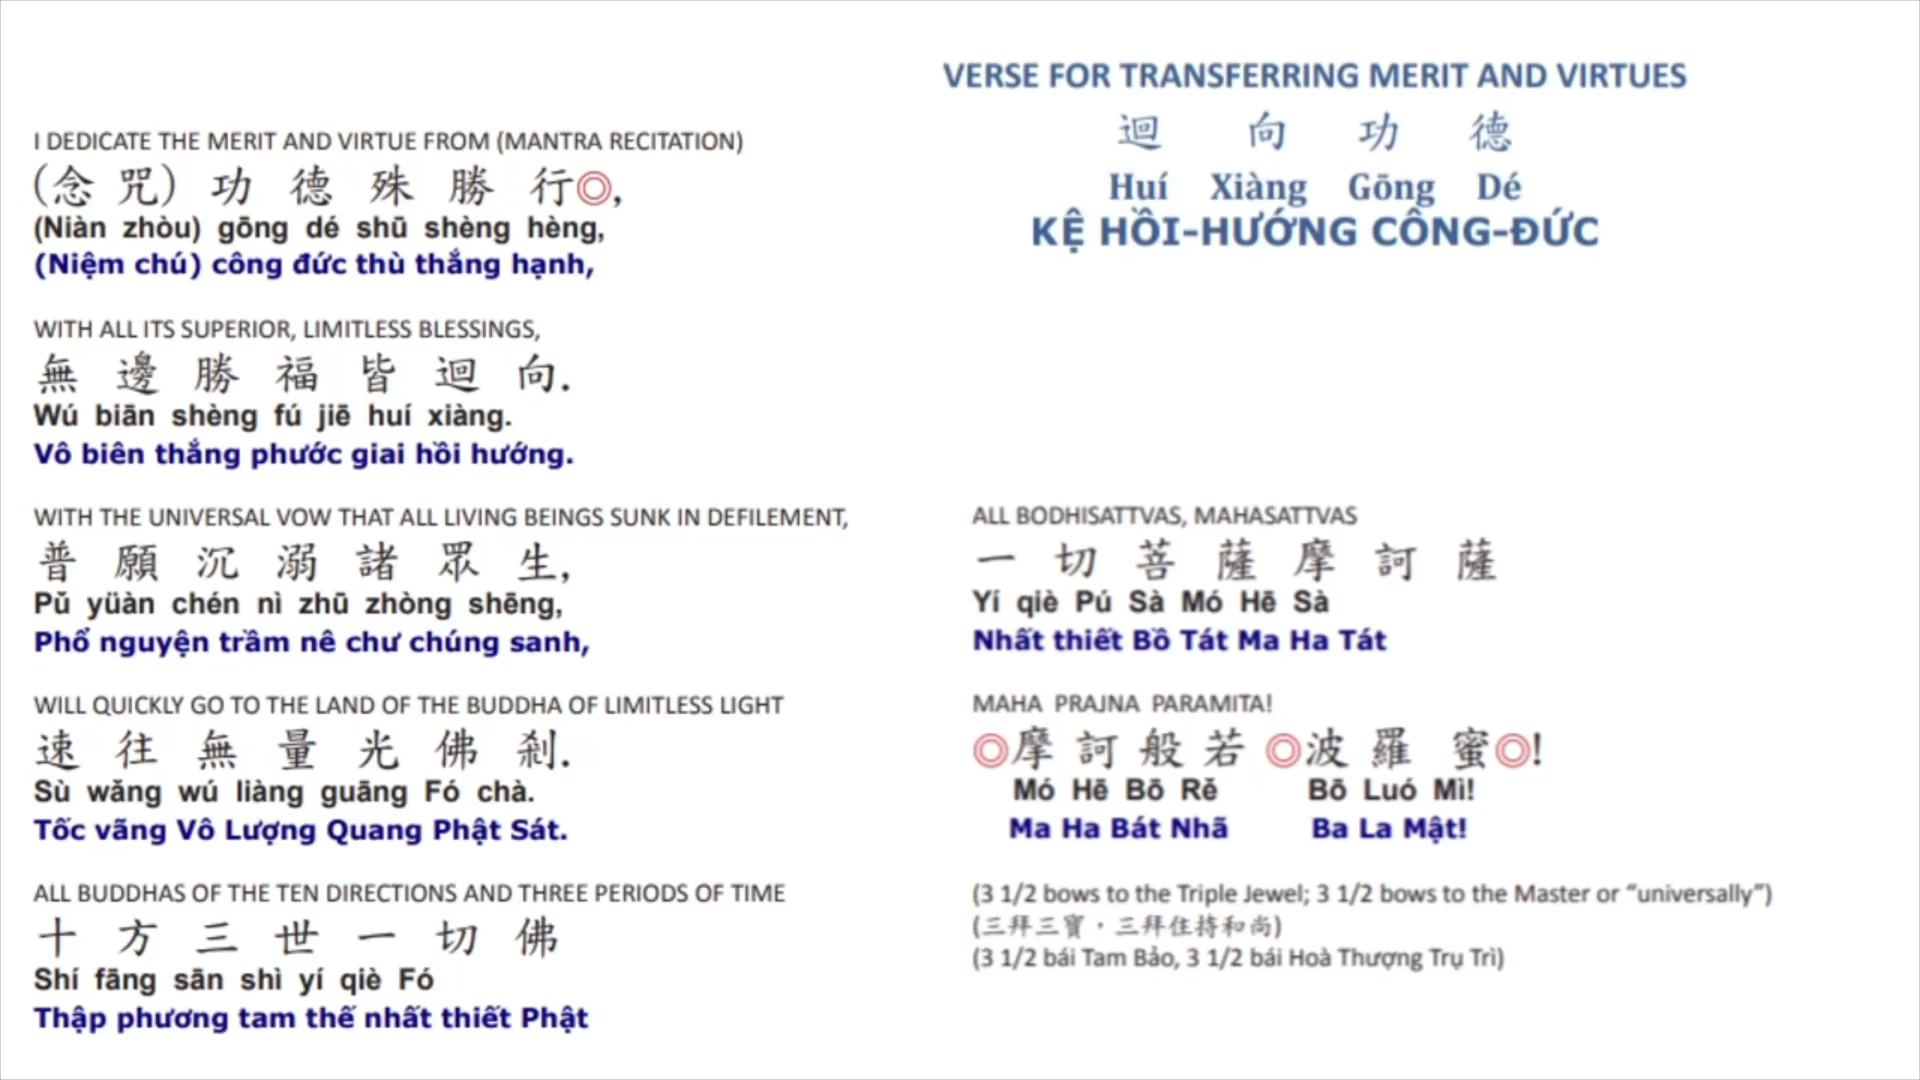 VERSE FOR TRANSFERRING MERIT AND VIRTUES
迴 向 功 德
Huí Xiàng Gōng Dé
KỆ HỒI-HƯỚNG CÔNG-ĐỨC
I DEDICATE THE MERIT AND VIRTUE FROM (MANTRA RECITATION)
(念 咒) 功 德 殊 勝 行◎,
(Niàn zhòu) gōng dé shū shèng hèng,
(Niệm chú) công đức thù thắng hạnh,
WITH ALL ITS SUPERIOR, LIMITLESS BLESSINGS,
無 邊 勝 福 皆 迴 向.
Wú biān shèng fú jiē huí xiàng.
Vô biên thắng phước giai hồi hướng.
WITH THE UNIVERSAL VOW THAT ALL LIVING BEINGS SUNK IN DEFILEMENT,
普 願 沉 溺 諸 眾 生,
Pǔ yüàn chén nì zhū zhòng shēng,
Phổ nguyện trầm nê chư chúng sanh,
WILL QUICKLY GO TO THE LAND OF THE BUDDHA OF LIMITLESS LIGHT
速 往 無 量 光 佛 剎.
Sù wǎng wú liàng guāng Fó chà.
Tốc vãng Vô Lượng Quang Phật Sát.
ALL BUDDHAS OF THE TEN DIRECTIONS AND THREE PERIODS OF TIME
十 方 三 世 一 切 佛
Shí fāng sān shì yí qiè Fó
Thập phương tam thế nhất thiết Phật
ALL BODHISATTVAS, MAHASATTVAS
一 切 菩 薩 摩 訶 薩
Yí qiè Pú Sà Mó Hē Sà
Nhất thiết Bồ Tát Ma Ha Tát
MAHA PRAJNA PARAMITA!
◎摩 訶 般 若 ◎波 羅 蜜◎!
Mó Hē Bō Rě Bō Luó Mì!
Ma Ha Bát Nhã Ba La Mật!
(3 1/2 bows to the Triple Jewel; 3 1/2 bows to the Master or “universally”)
(三拜三寶，三拜住持和尚)
(3 1/2 bái Tam Bảo, 3 1/2 bái Hoà Thượng Trụ Trì)